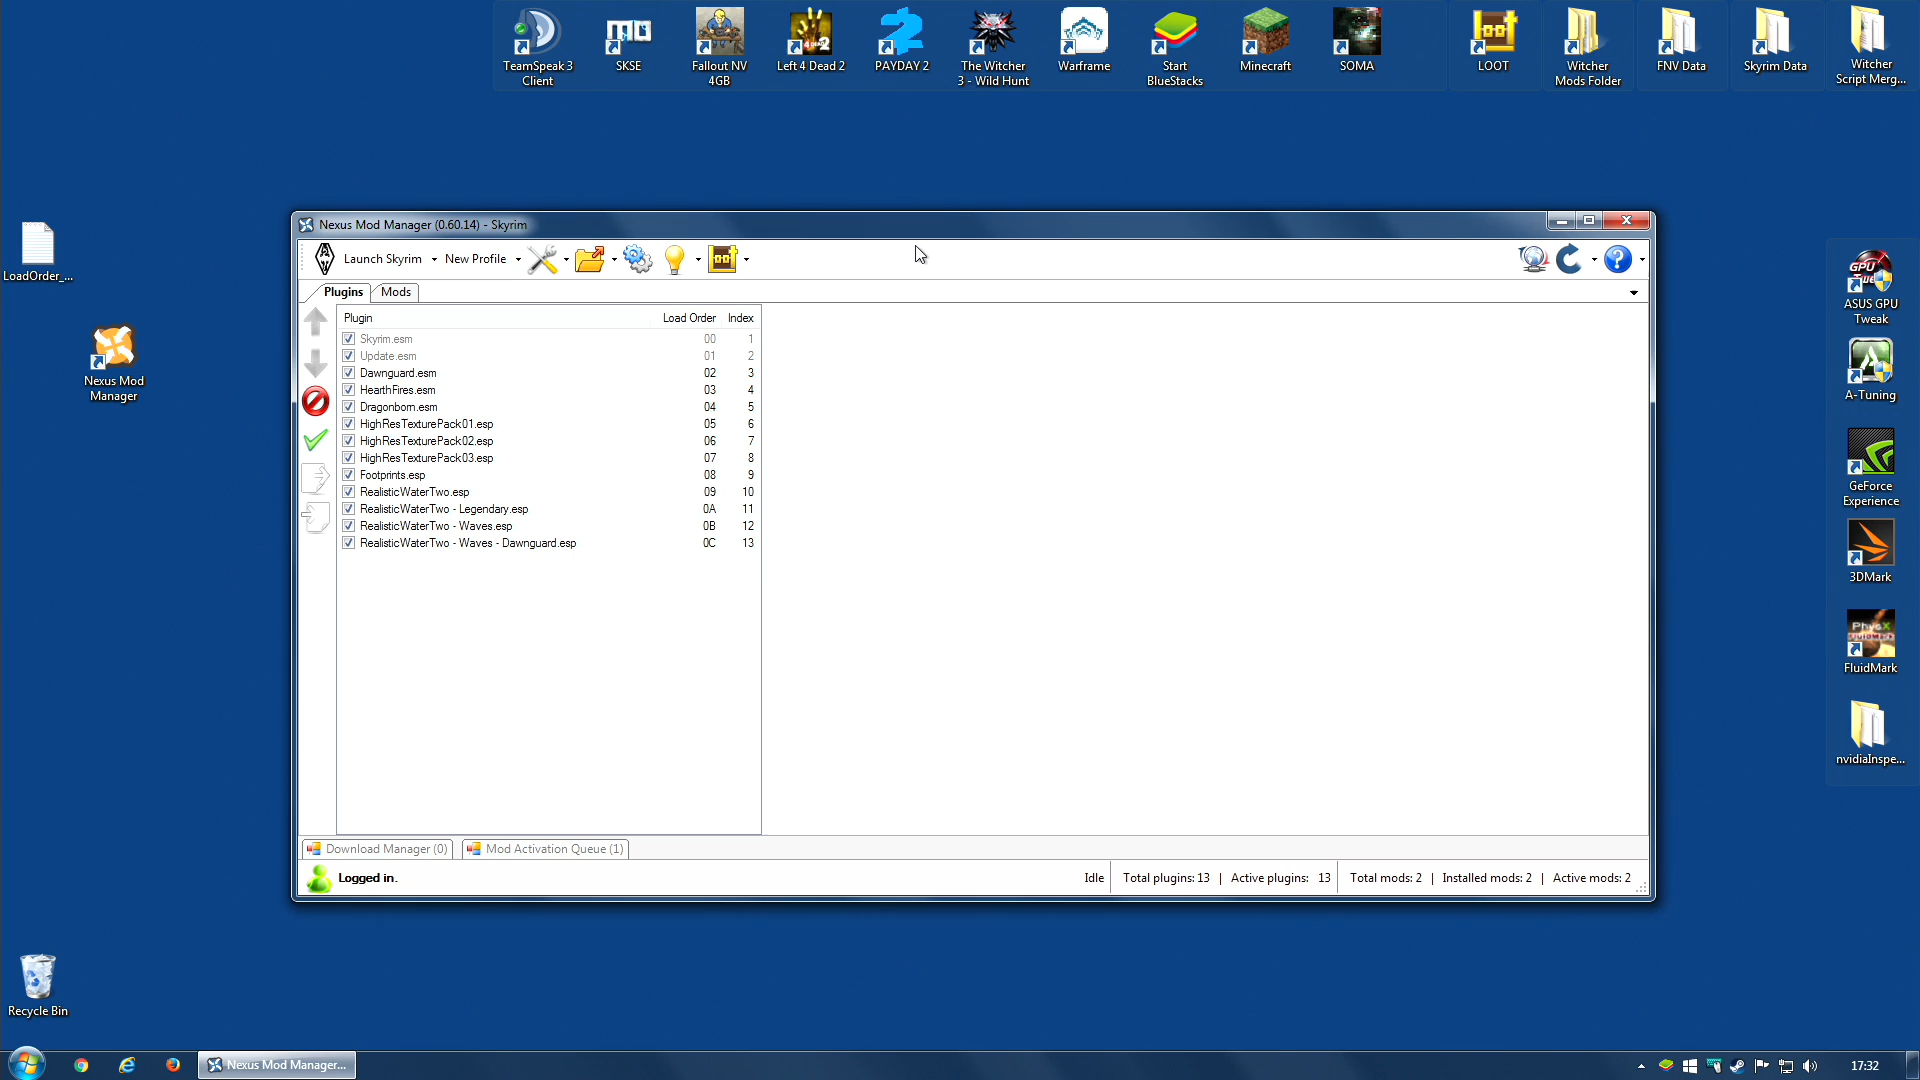 TeamSpeak 3
Client
SKSE
Fallout NV
4GB
Left 4 Dead 2
PAYDAY 2
The Witcher
3 - Wild Hunt
Warframe
Start
BlueStacks
Minecraft
SOMA
LOOT
Witcher
Mods Folder
FNV Data
Skyrim Data
Witcher
Script Merg...
LoadOrder_...
Nexus Mod
Manager
Recycle Bin
Nexus Mod Manager (0.60.14) - Skyrim
Launch Skyrim
New Profile
Plugins
Mods
Plugin Load Order Index
Skyrim.esm 00 1
Update.esm 01 2
Dawnguard.esm 02 3
HearthFires.esm 03 4
Dragonborn.esm 04 5
HighResTexturePack01.esp 05 6
HighResTexturePack02.esp 06 7
HighResTexturePack03.esp 07 8
Footprints.esp 08 9
RealisticWaterTwo.esp 09 10
RealisticWaterTwo - Legendary.esp 0A 11
RealisticWaterTwo - Waves.esp 0B 12
RealisticWaterTwo - Waves - Dawnguard.esp 0C 13
Download Manager (0)
Mod Activation Queue (1)
Logged in.
Idle
Total plugins: 13 | Active plugins: 13
Total mods: 2 | Installed mods: 2 | Active mods: 2
ASUS GPU
Tweak
A-Tuning
GeForce
Experience
3DMark
FluidMark
nvidiaInspe...
Nexus Mod Manager...
17:32